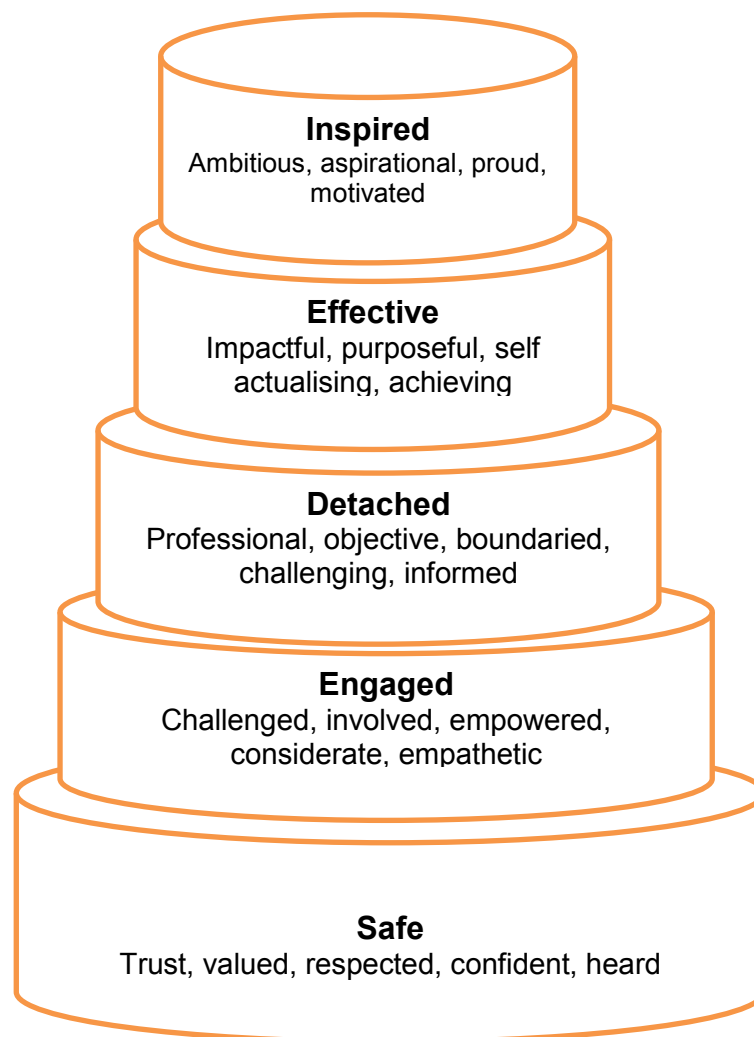 Inspired
Ambitious, aspirational, proud,
motivated
Effective
Impactful, purposeful, self
actualising, achieving
Detached
Professional, objective, boundaried,
challenging, informed
Engaged
Challenged, involved, empowered,
considerate, empathetic
Safe
Trust, valued, respected, confident, heard